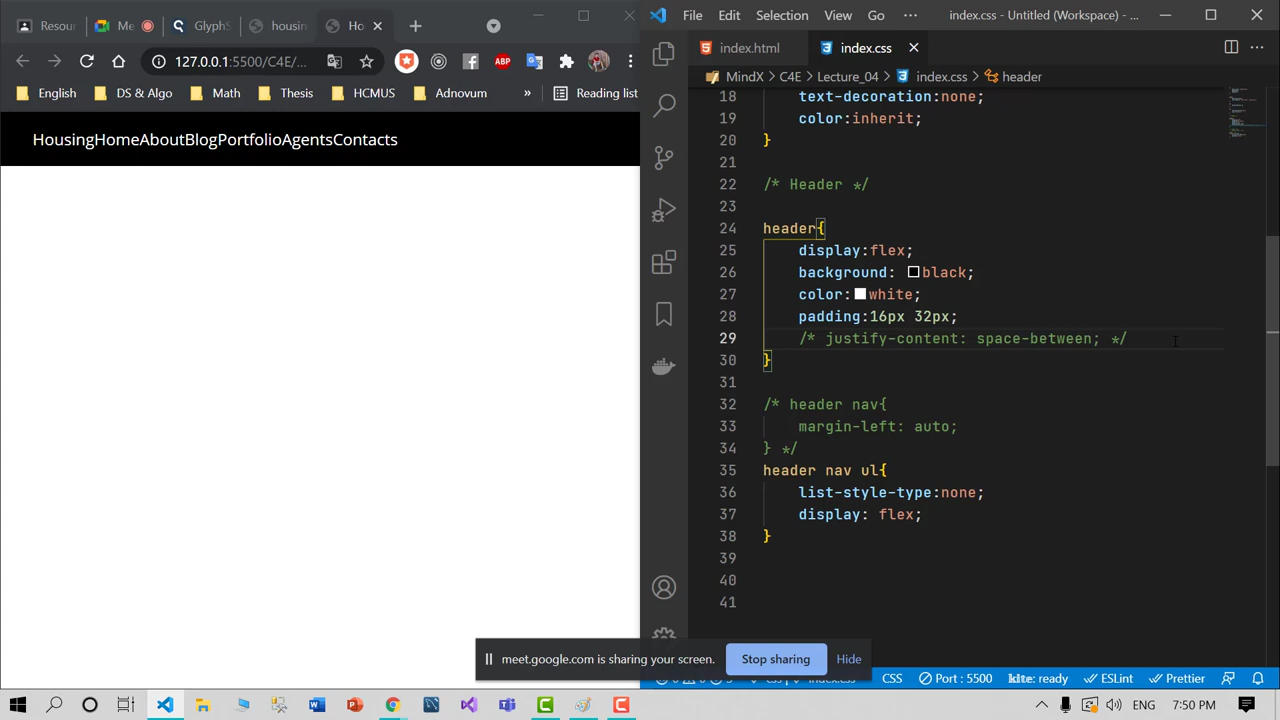 Resour
Me
GlyphS
housin
Ho
127.0.0.1:5500/C4E/...
ABP
English
DS & Algo
Math
Thesis
HCMUS
Adnovum
»
Reading list
HousingHomeAboutBlogPortfolioAgentsContacts
File Edit Selection View Go ··· index.css - Untitled (Workspace) - ...
index.html
index.css
MindX > C4E > Lecture_04 > index.css > header
18 text-decoration:none;
19 color:inherit;
20 }
21
22 /* Header */
23
24 header{
25 display:flex;
26 background: black;
27 color:white;
28 padding:16px 32px;
29 /* justify-content: space-between; */
30 }
31
32 /* header nav{
33 margin-left: auto;
34 } */
35 header nav ul{
36 list-style-type:none;
37 display: flex;
38 }
39
40
41
meet.google.com is sharing your screen.
Stop sharing
Hide
CSS
Port : 5500
kite: ready
ESLint
Prettier
ENG
7:50 PM